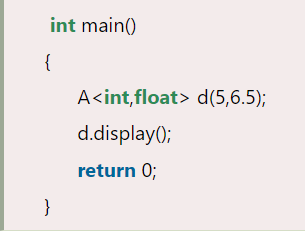 int main()
{
A<int,float> d(5,6.5);
d.display();
return 0;
}